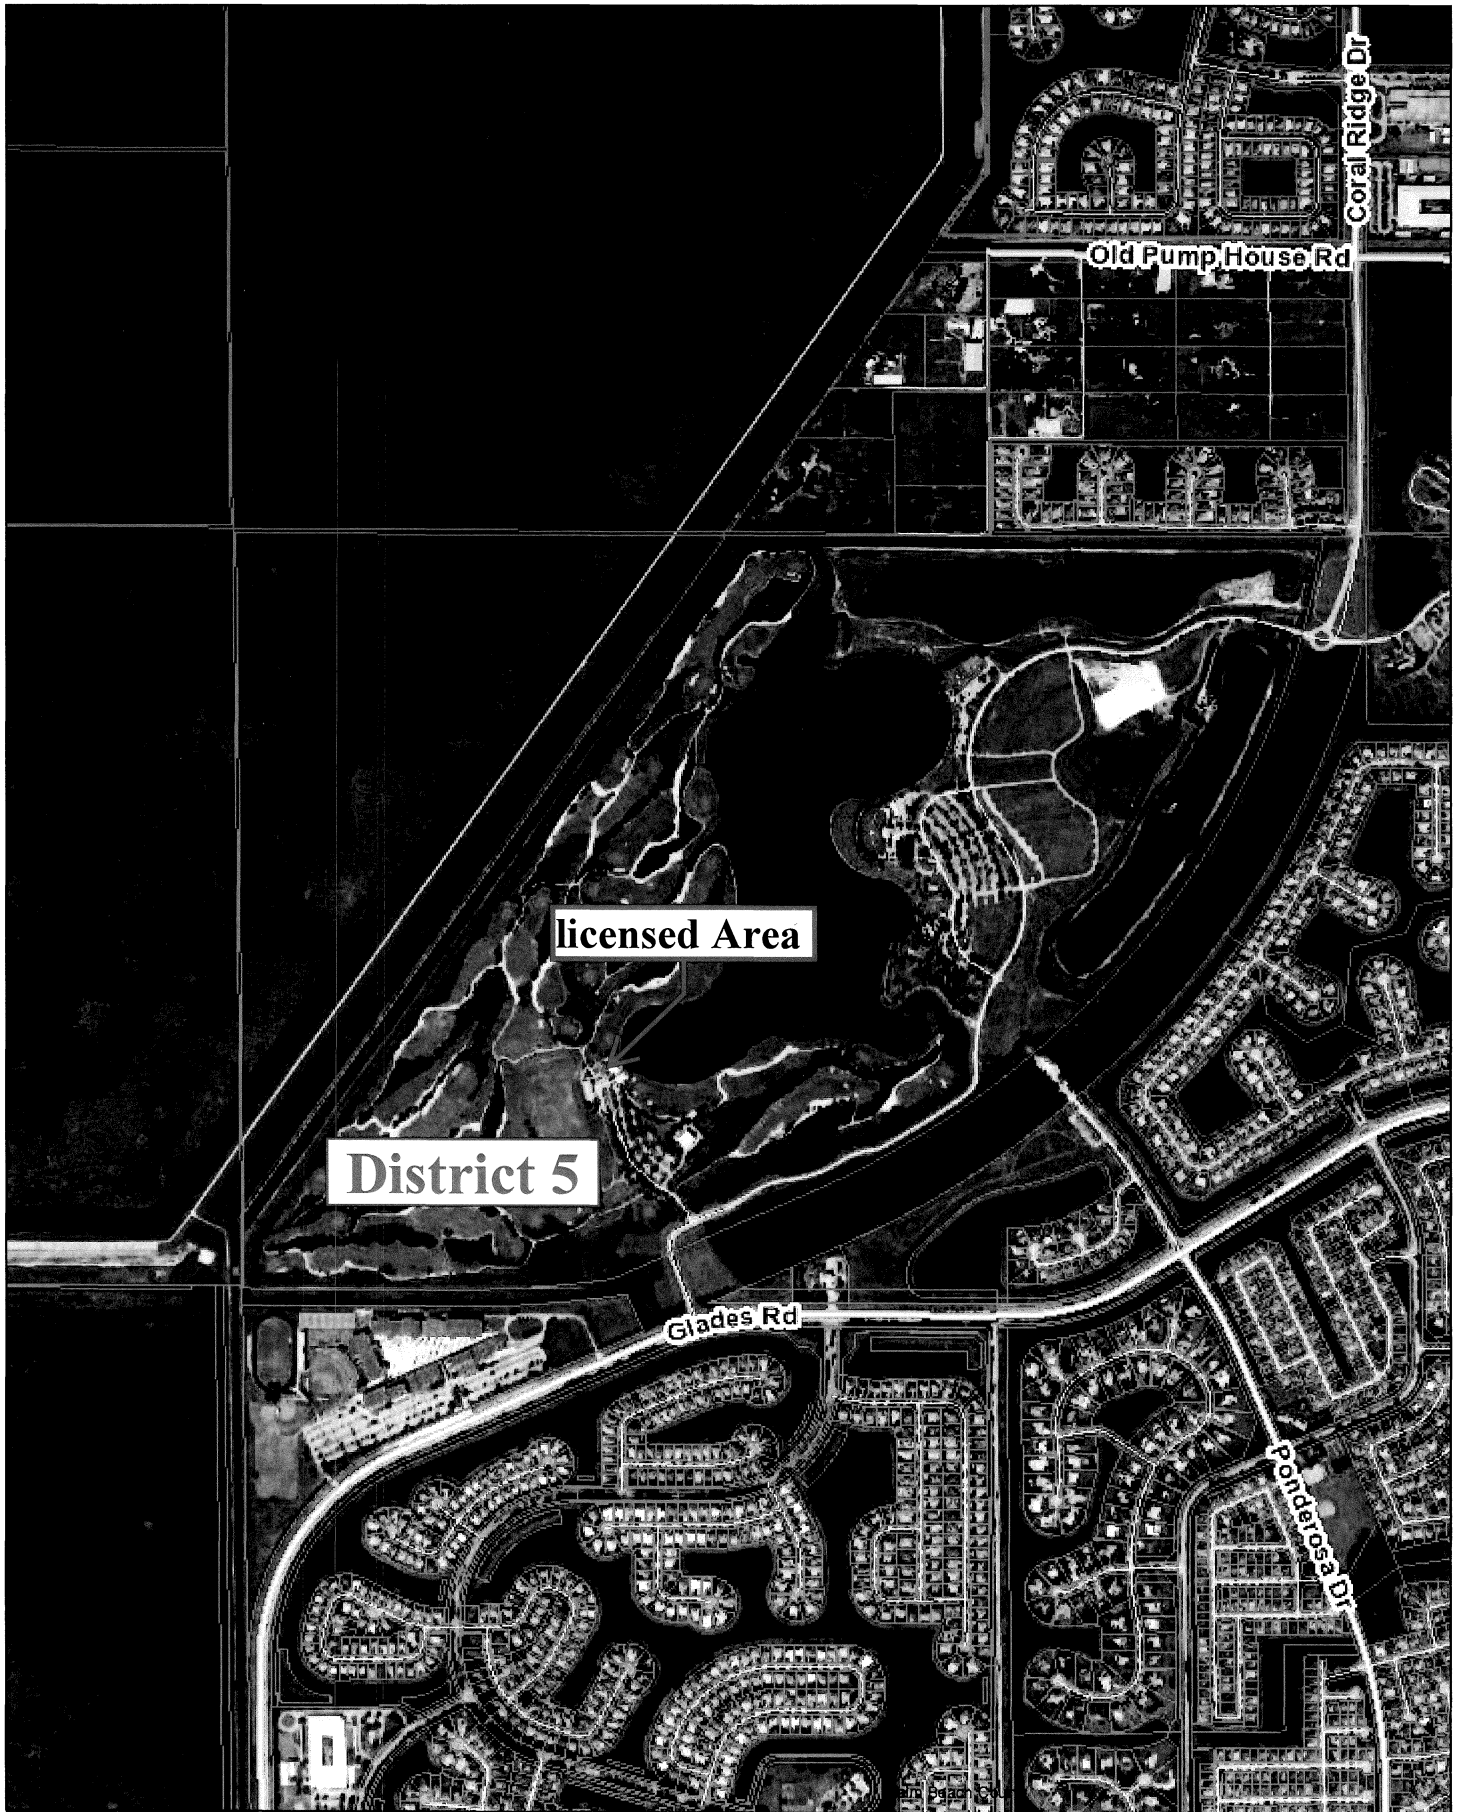 Coral Ridge Dr
Old Pump House Rd
licensed Area
District 5
Glades Rd
Ponderosa Dr